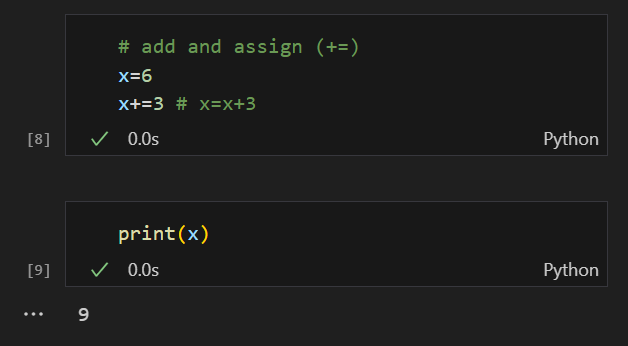 # add and assign (+=)
x=6
x+=3 # x=x+3
[8] 0.0s Python
print(x)
[9] 0.0s Python
... 9